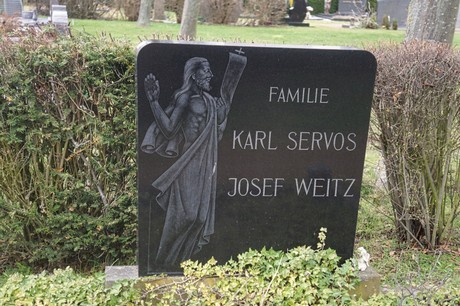 FAMILIE
KARL SERVOS
JOSEF WEITZ